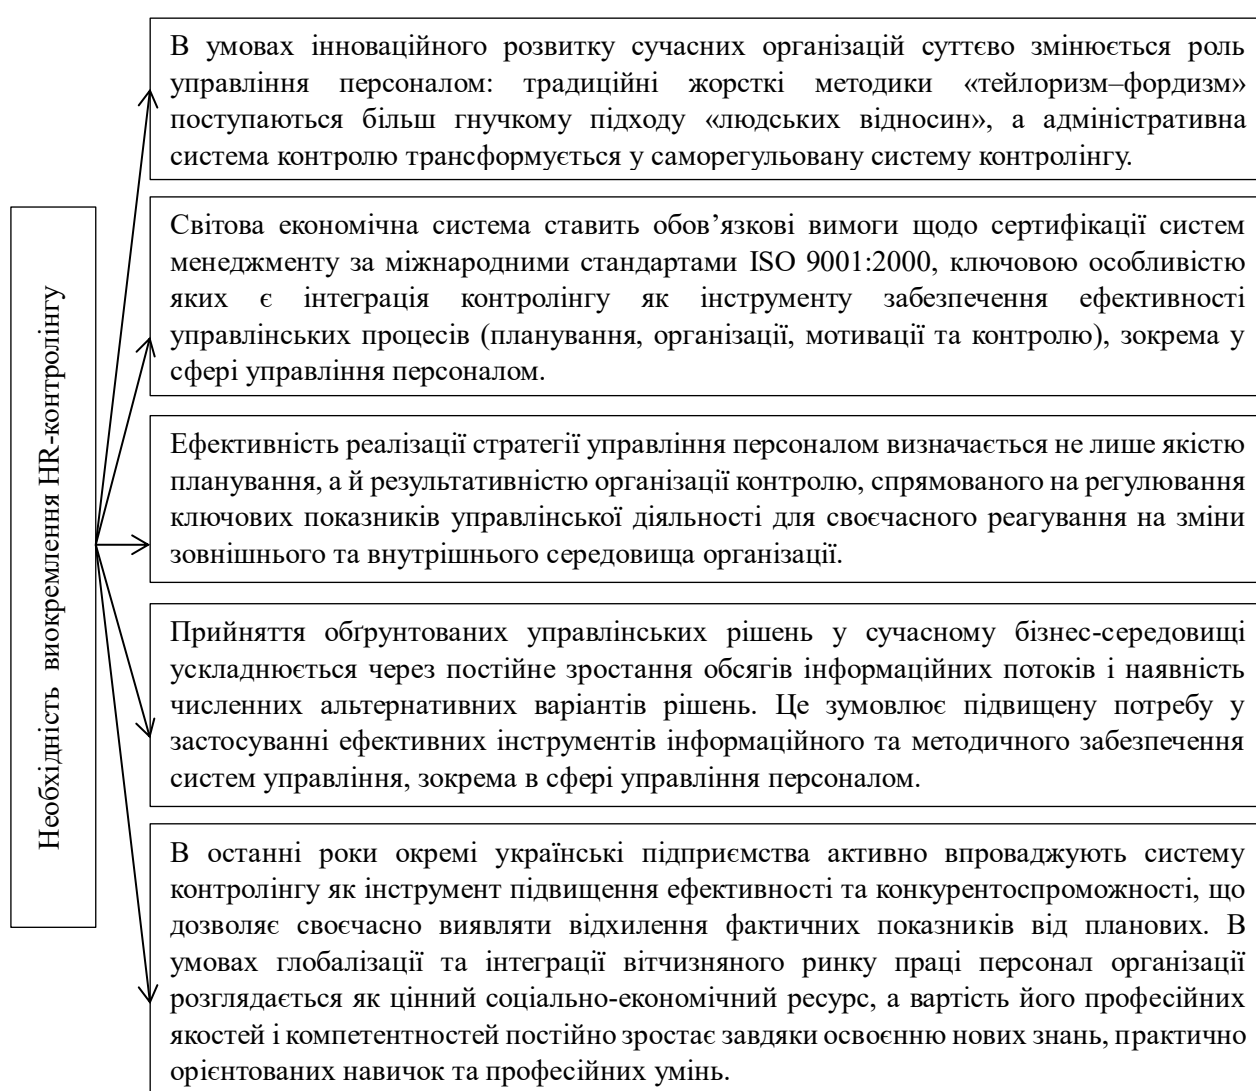 Необхідність виокремлення HR-контролінгу
В умовах інноваційного розвитку сучасних організацій суттєво змінюється роль
управління персоналом: традиційні жорсткі методики «тейлоризм–фордизм»
поступаються більш гнучкому підходу «людських відносин», а адміністративна
система контролю трансформується у саморегульовану систему контролінгу.
Світова економічна система ставить обов’язкові вимоги щодо сертифікації систем
менеджменту за міжнародними стандартами ISO 9001:2000, ключовою особливістю
яких є інтеграція контролінгу як інструменту забезпечення ефективності
управлінських процесів (планування, організації, мотивації та контролю), зокрема у
сфері управління персоналом.
Ефективність реалізації стратегії управління персоналом визначається не лише якістю
планування, а й результативністю організації контролю, спрямованого на регулювання
ключових показників управлінської діяльності для своєчасного реагування на зміни
зовнішнього та внутрішнього середовища організації.
Прийняття обґрунтованих управлінських рішень у сучасному бізнес-середовищі
ускладнюється через постійне зростання обсягів інформаційних потоків і наявність
численних альтернативних варіантів рішень. Це зумовлює підвищену потребу у
застосуванні ефективних інструментів інформаційного та методичного забезпечення
систем управління, зокрема в сфері управління персоналом.
В останні роки окремі українські підприємства активно впроваджують систему
контролінгу як інструмент підвищення ефективності та конкурентоспроможності, що
дозволяє своєчасно виявляти відхилення фактичних показників від планових. В
умовах глобалізації та інтеграції вітчизняного ринку праці персонал організації
розглядається як цінний соціально-економічний ресурс, а вартість його професійних
якостей і компетентностей постійно зростає завдяки освоєнню нових знань, практично
орієнтованих навичок та професійних умінь.